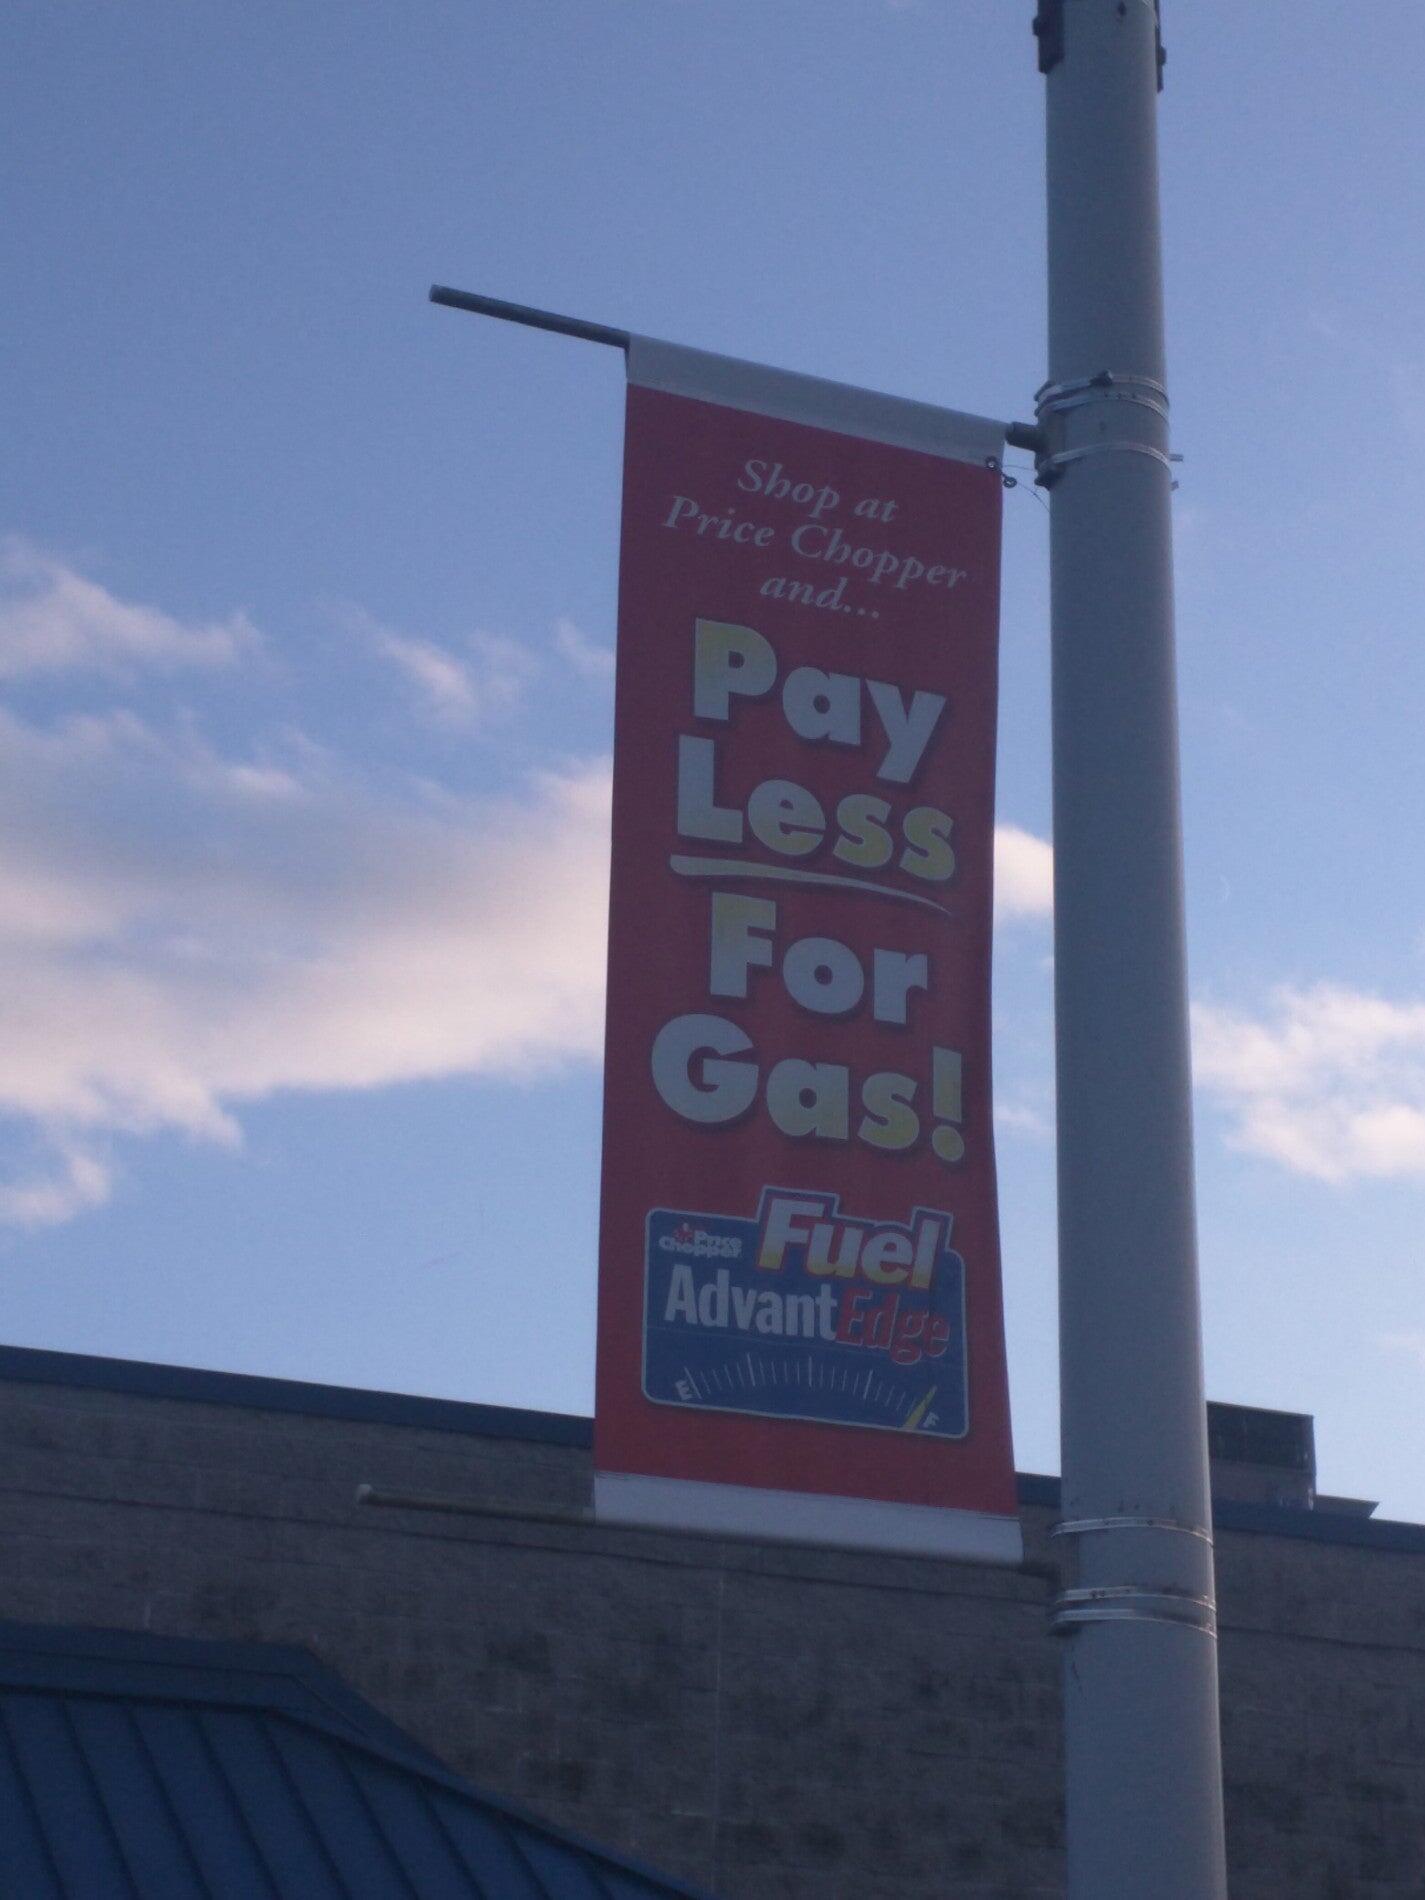 Shop at
Price Chopper
and...
Pay
Less
For
Gas!
Price
Chopper
Fuel
AdvantEdge
E F